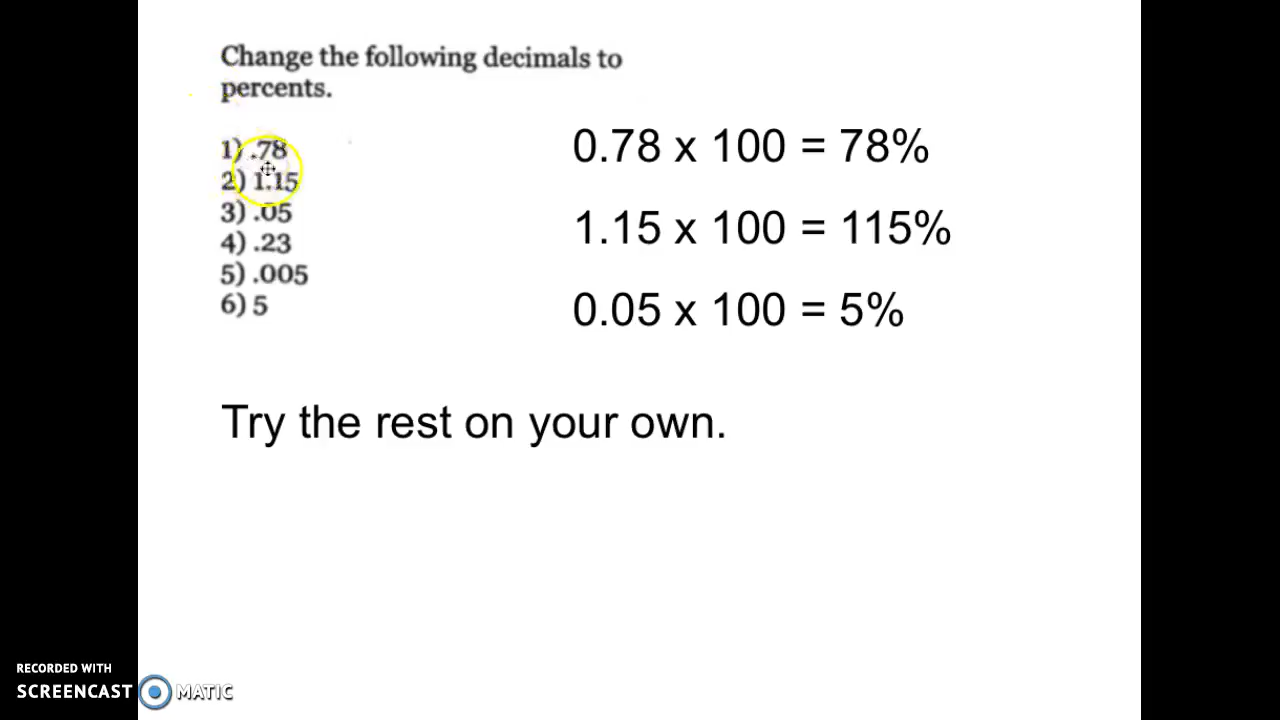 Change the following decimals to
percents.
1) .78
2) 1.15
3) .05
4) .23
5) .005
6) 5
0.78 x 100 = 78%
1.15 x 100 = 115%
0.05 x 100 = 5%
Try the rest on your own.
RECORDED WITH
SCREENCAST MATIC